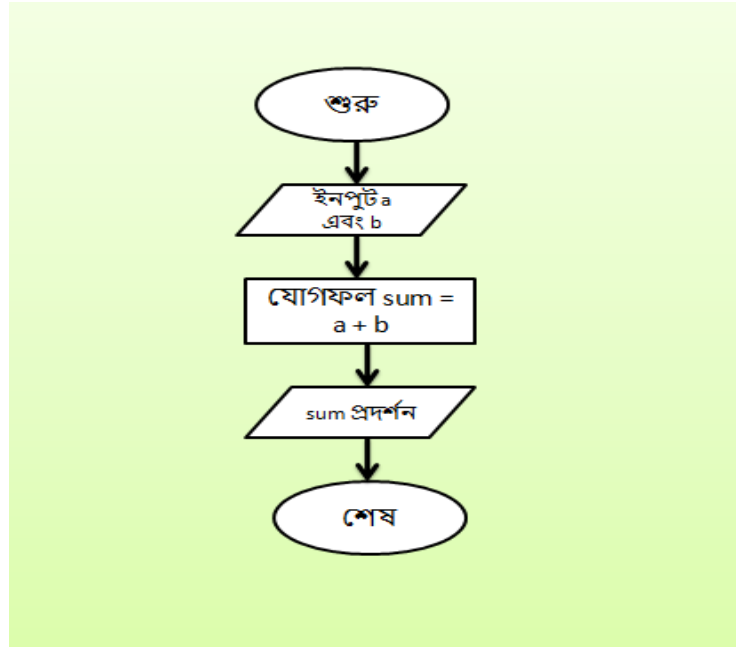 শুরু
ইনপুট a
এবং b
যোগফল sum =
a + b
sum প্রদর্শন
শেষ